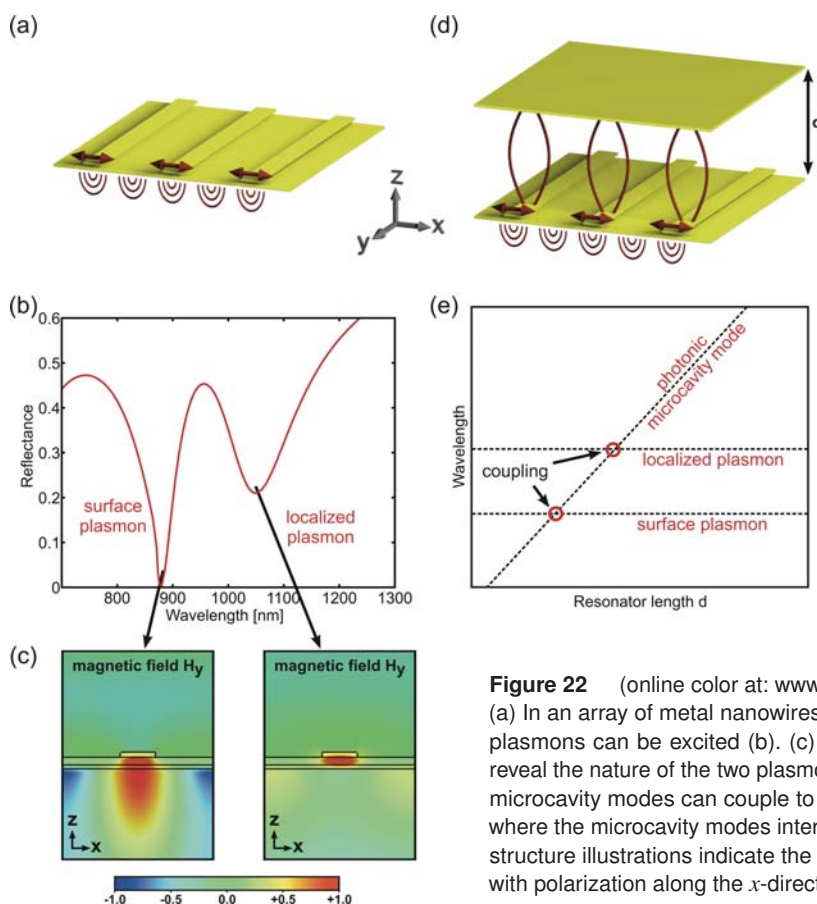 (a)
(d)
d
z
y
x
(b)
0.6
0.5
0.4
0.3
0.2
0.1
0
Reflectance
surface
plasmon
localized
plasmon
800
900
1000
1100
1200
1300
Wavelength [nm]
(e)
Wavelength
photonic
microcavity mode
coupling
localized plasmon
surface plasmon
Resonator length d
(c)
magnetic field Hy
z
x
magnetic field Hy
z
x
-1.0
-0.5
0.0
+0.5
+1.0
Figure 22 (online color at: www
(a) In an array of metal nanowires
plasmons can be excited (b). (c)
reveal the nature of the two plasmo
microcavity modes can couple to
where the microcavity modes inter
structure illustrations indicate the
with polarization along the x-direct